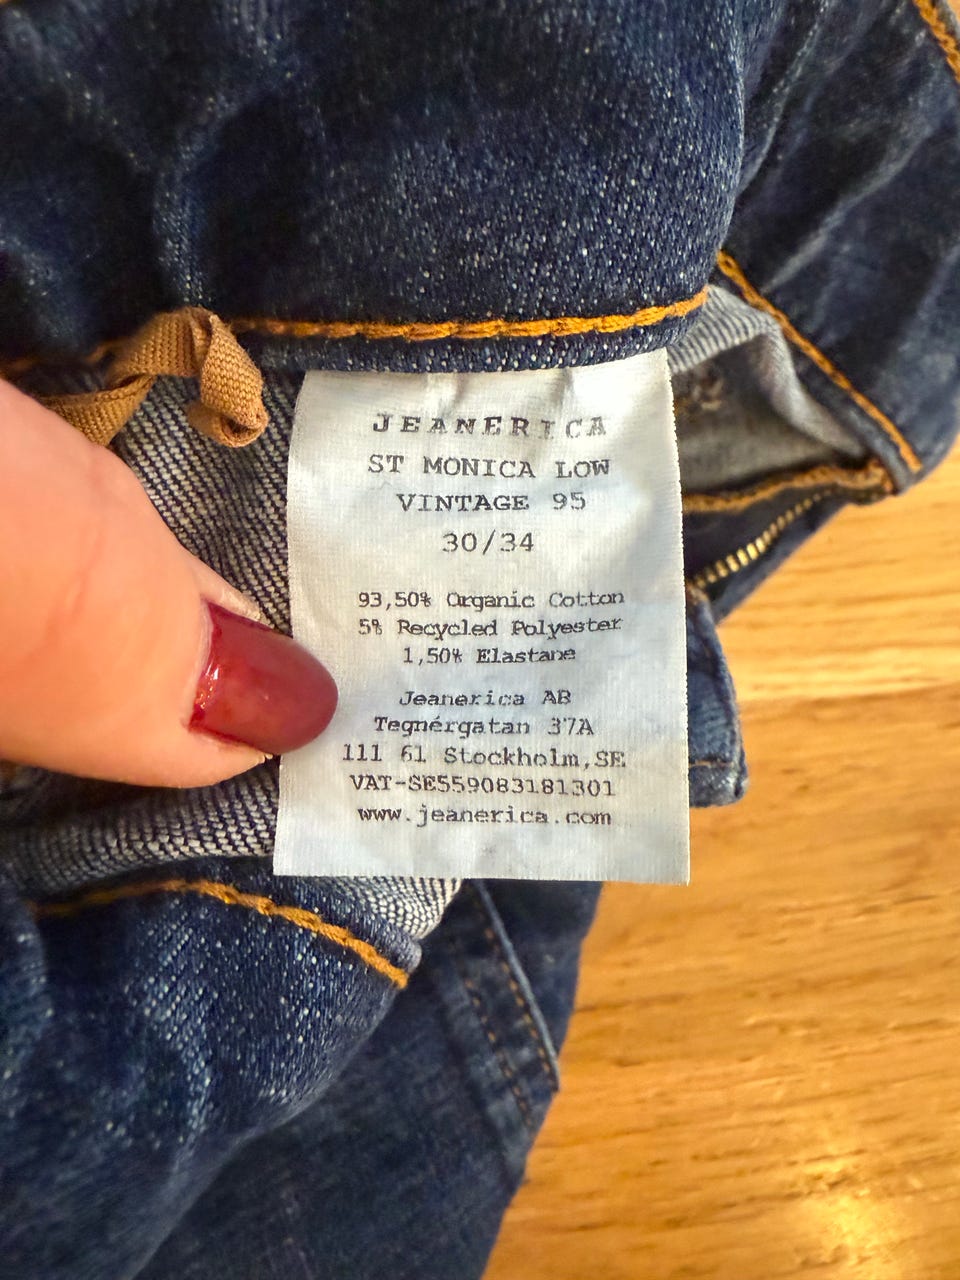 JEANERICA
ST MONICA LOW
VINTAGE 95
30/34
93,50% Organic Cotton
5% Recycled Polyester
1,50% Elastane
Jeanerica AB
Tegnérgatan 37A
111 61 Stockholm,SE
VAT-SE559083181301
www.jeanerica.com